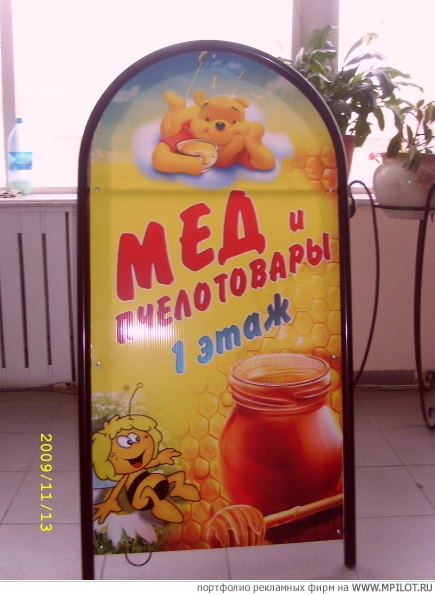 МЕД и
ПЧЕЛОТОВАРЫ
1 этаж
2009/11/13
портфолио рекламных фирм на WWW.MPILOT.RU